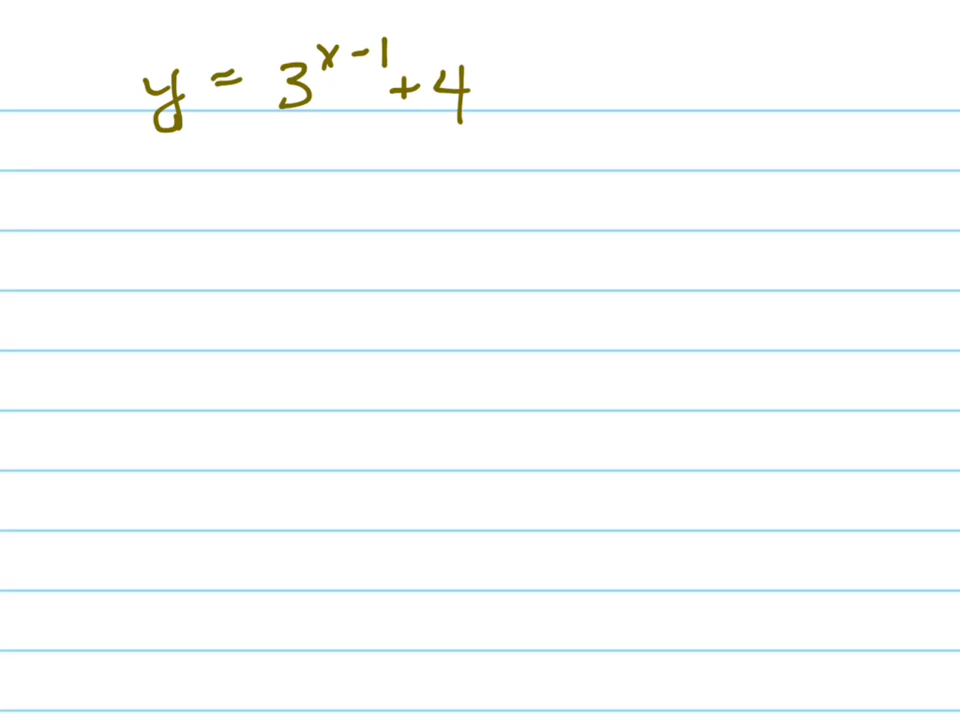 y = 3^{x-1} + 4